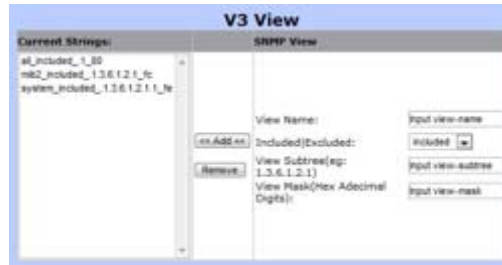 V3 View
Current Strings:
SNMP View
all_included_.1_80
mib2_included_.1.3.6.1.2.1_fc
system_included_.1.3.6.1.2.1.1_fe
View Name:
Input view-name
<< Add <<
Included|Excluded:
included
Remove
View Subtree(eg:
1.3.6.1.2.1)
Input view-subtree
View Mask(Hex Adecimal
Digits):
Input view-mask